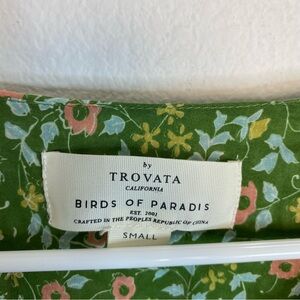 by
TROVATA
CALIFORNIA
BIRDS OF PARADIS
EST. 2001
CRAFTED IN THE PEOPLES REPUBLIC OF CHINA
SMALL